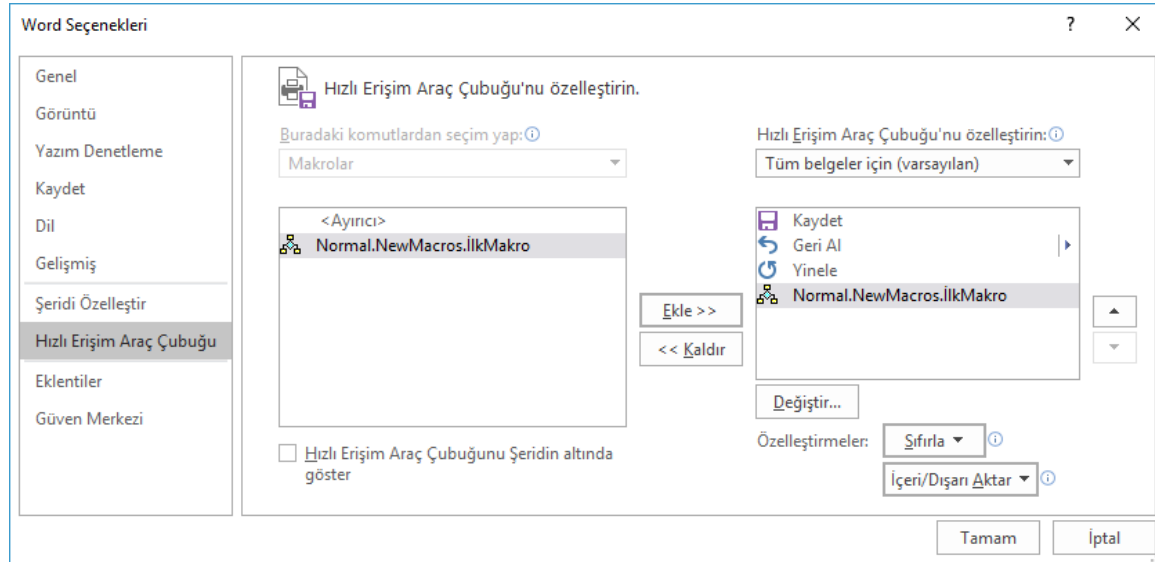 Word Seçenekleri
?
Genel
Görüntü
Yazım Denetleme
Kaydet
Dil
Gelişmiş
Şeridi Özelleştir
Hızlı Erişim Araç Çubuğu
Eklentiler
Güven Merkezi
Hızlı Erişim Araç Çubuğu'nu özelleştirin.
Buradaki komutlardan seçim yap:
Makrolar
<Ayırıcı>
Normal.NewMacros.İlkMakro
Hızlı Erişim Araç Çubuğunu Şeridin altında
göster
Ekle >>
<< Kaldır
Hızlı Erişim Araç Çubuğu'nu özelleştirin:
Tüm belgeler için (varsayılan)
Kaydet
Geri Al
Yinele
Normal.NewMacros.İlkMakro
Değiştir...
Özelleştirmeler:
Sıfırla
İçeri/Dışarı Aktar
Tamam
İptal